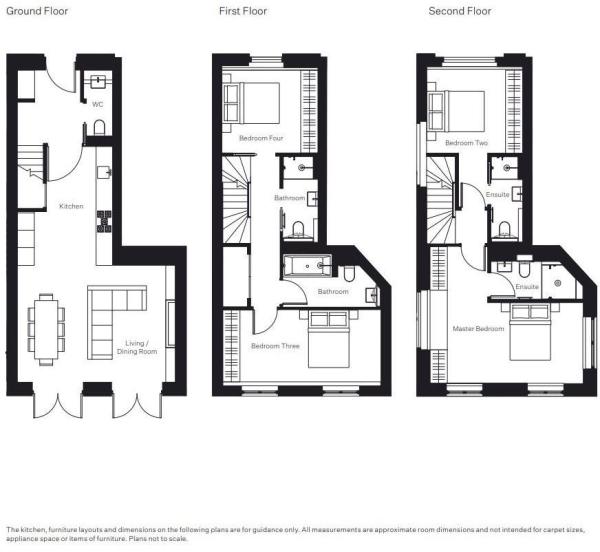 Ground Floor
First Floor
Second Floor
WC
Kitchen
Living /
Dining Room
Bedroom Four
Bathroom
Bathroom
Bedroom Three
Bedroom Two
Ensuite
Ensuite
Master Bedroom
The kitchen, furniture layouts and dimensions on the following plans are for guidance only. All measurements are approximate room dimensions and not intended for carpet sizes,
appliance space or items of furniture. Plans not to scale.